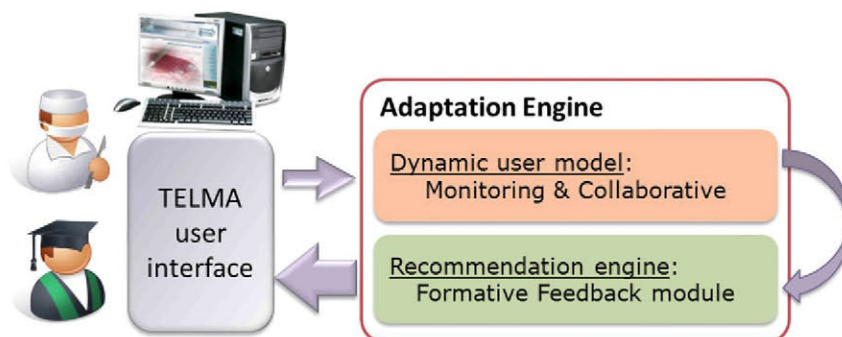 Adaptation Engine
Dynamic user model:
Monitoring & Collaborative
TELMA
user
interface
Recommendation engine:
Formative Feedback module